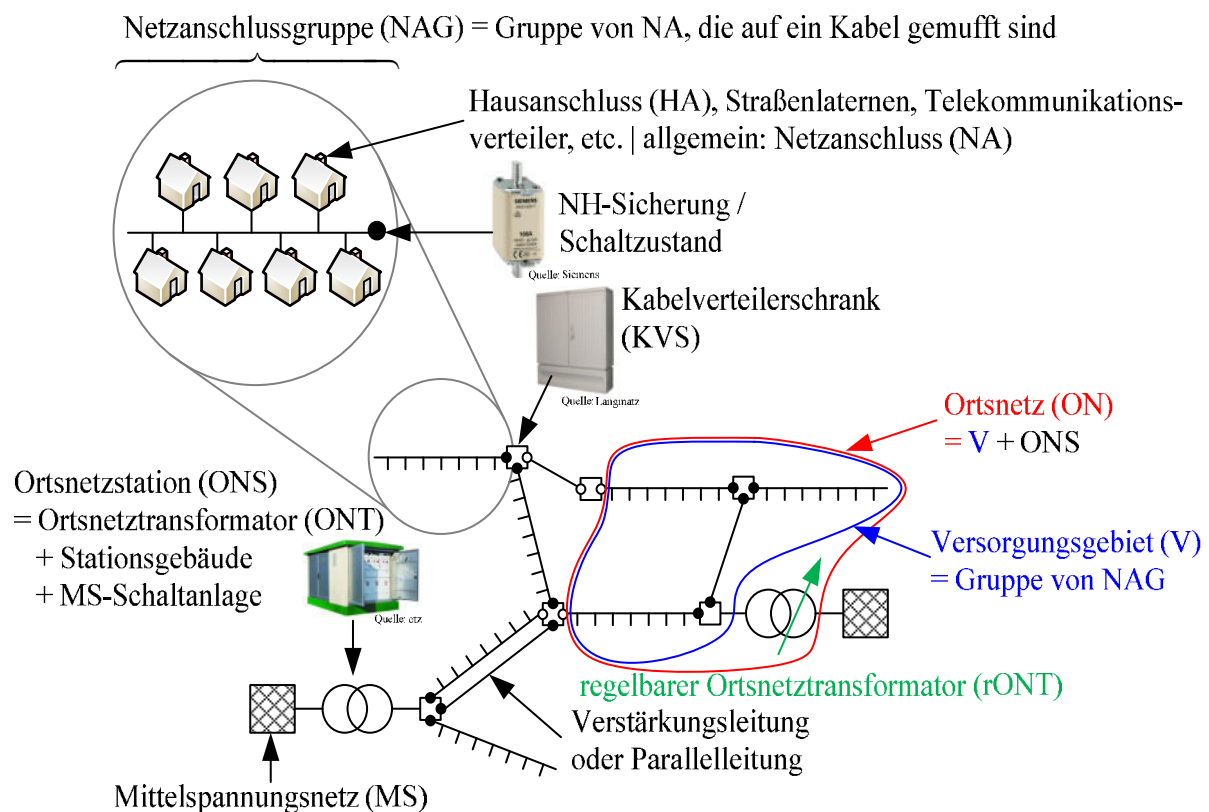 Netzanschlussgruppe (NAG) = Gruppe von NA, die auf ein Kabel gemufft sind
Hausanschluss (HA), Straßenlaternen, Telekommunikations-
verteiler, etc. | allgemein: Netzanschluss (NA)
SIEMENS
100A
NH-Sicherung /
Schaltzustand
Quelle: Siemens
Kabelverteilerschrank
(KVS)
Quelle: Langmatz
Ortsnetz (ON)
= V + ONS
Ortsnetzstation (ONS)
= Ortsnetztransformator (ONT)
+ Stationsgebäude
+ MS-Schaltanlage
Quelle: etz
Versorgungsgebiet (V)
= Gruppe von NAG
regelbarer Ortsnetztransformator (rONT)
Verstärkungsleitung
oder Parallelleitung
Mittelspannungsnetz (MS)